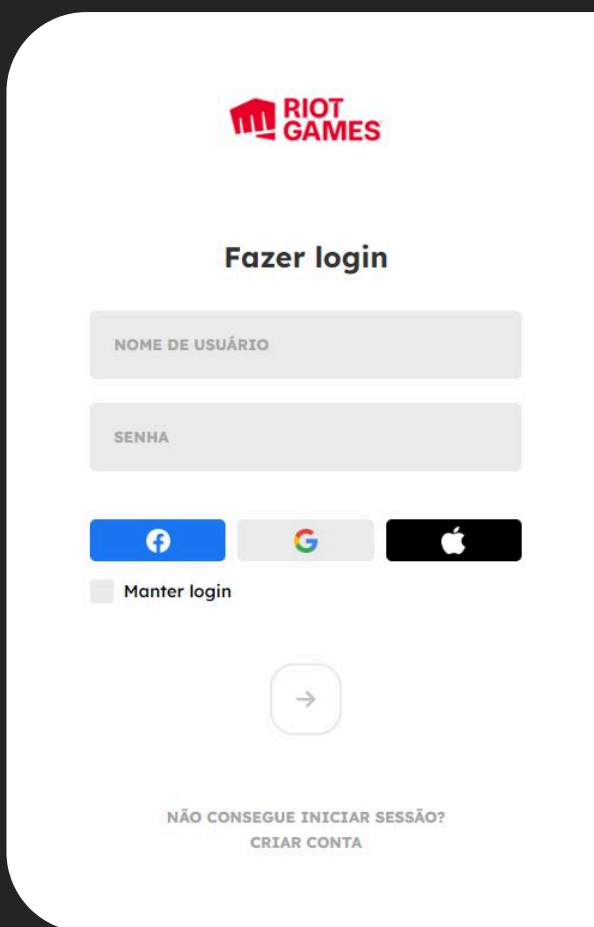 RIOT
GAMES
Fazer login
NOME DE USUÁRIO
SENHA
Manter login
NÃO CONSEGUE INICIAR SESSÃO?
CRIAR CONTA